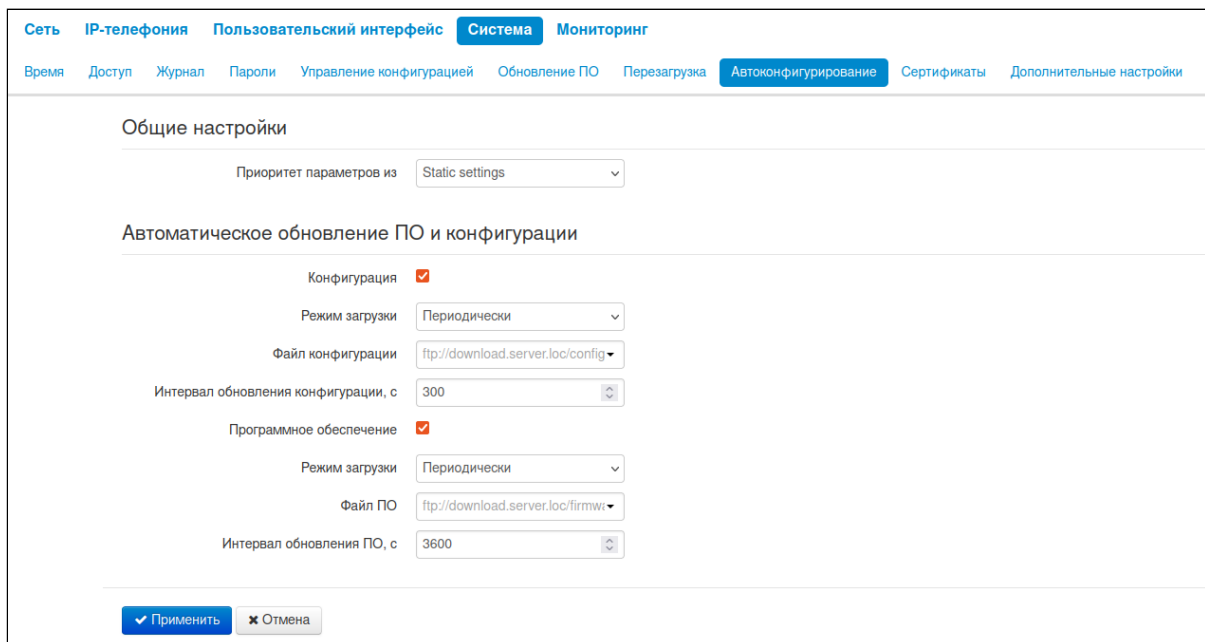 Сеть IP-телефония Пользовательский интерфейс Система Мониторинг
Время Доступ Журнал Пароли Управление конфигурацией Обновление ПО Перезагрузка Автоконфигурирование Сертификаты Дополнительные настройки
Общие настройки
Приоритет параметров из Static settings
Автоматическое обновление ПО и конфигурации
Конфигурация
Режим загрузки Периодически
Файл конфигурации ftp://download.server.loc/config
Интервал обновления конфигурации, с 300
Программное обеспечение
Режим загрузки Периодически
Файл ПО ftp://download.server.loc/firmwa
Интервал обновления ПО, с 3600
Применить Отмена